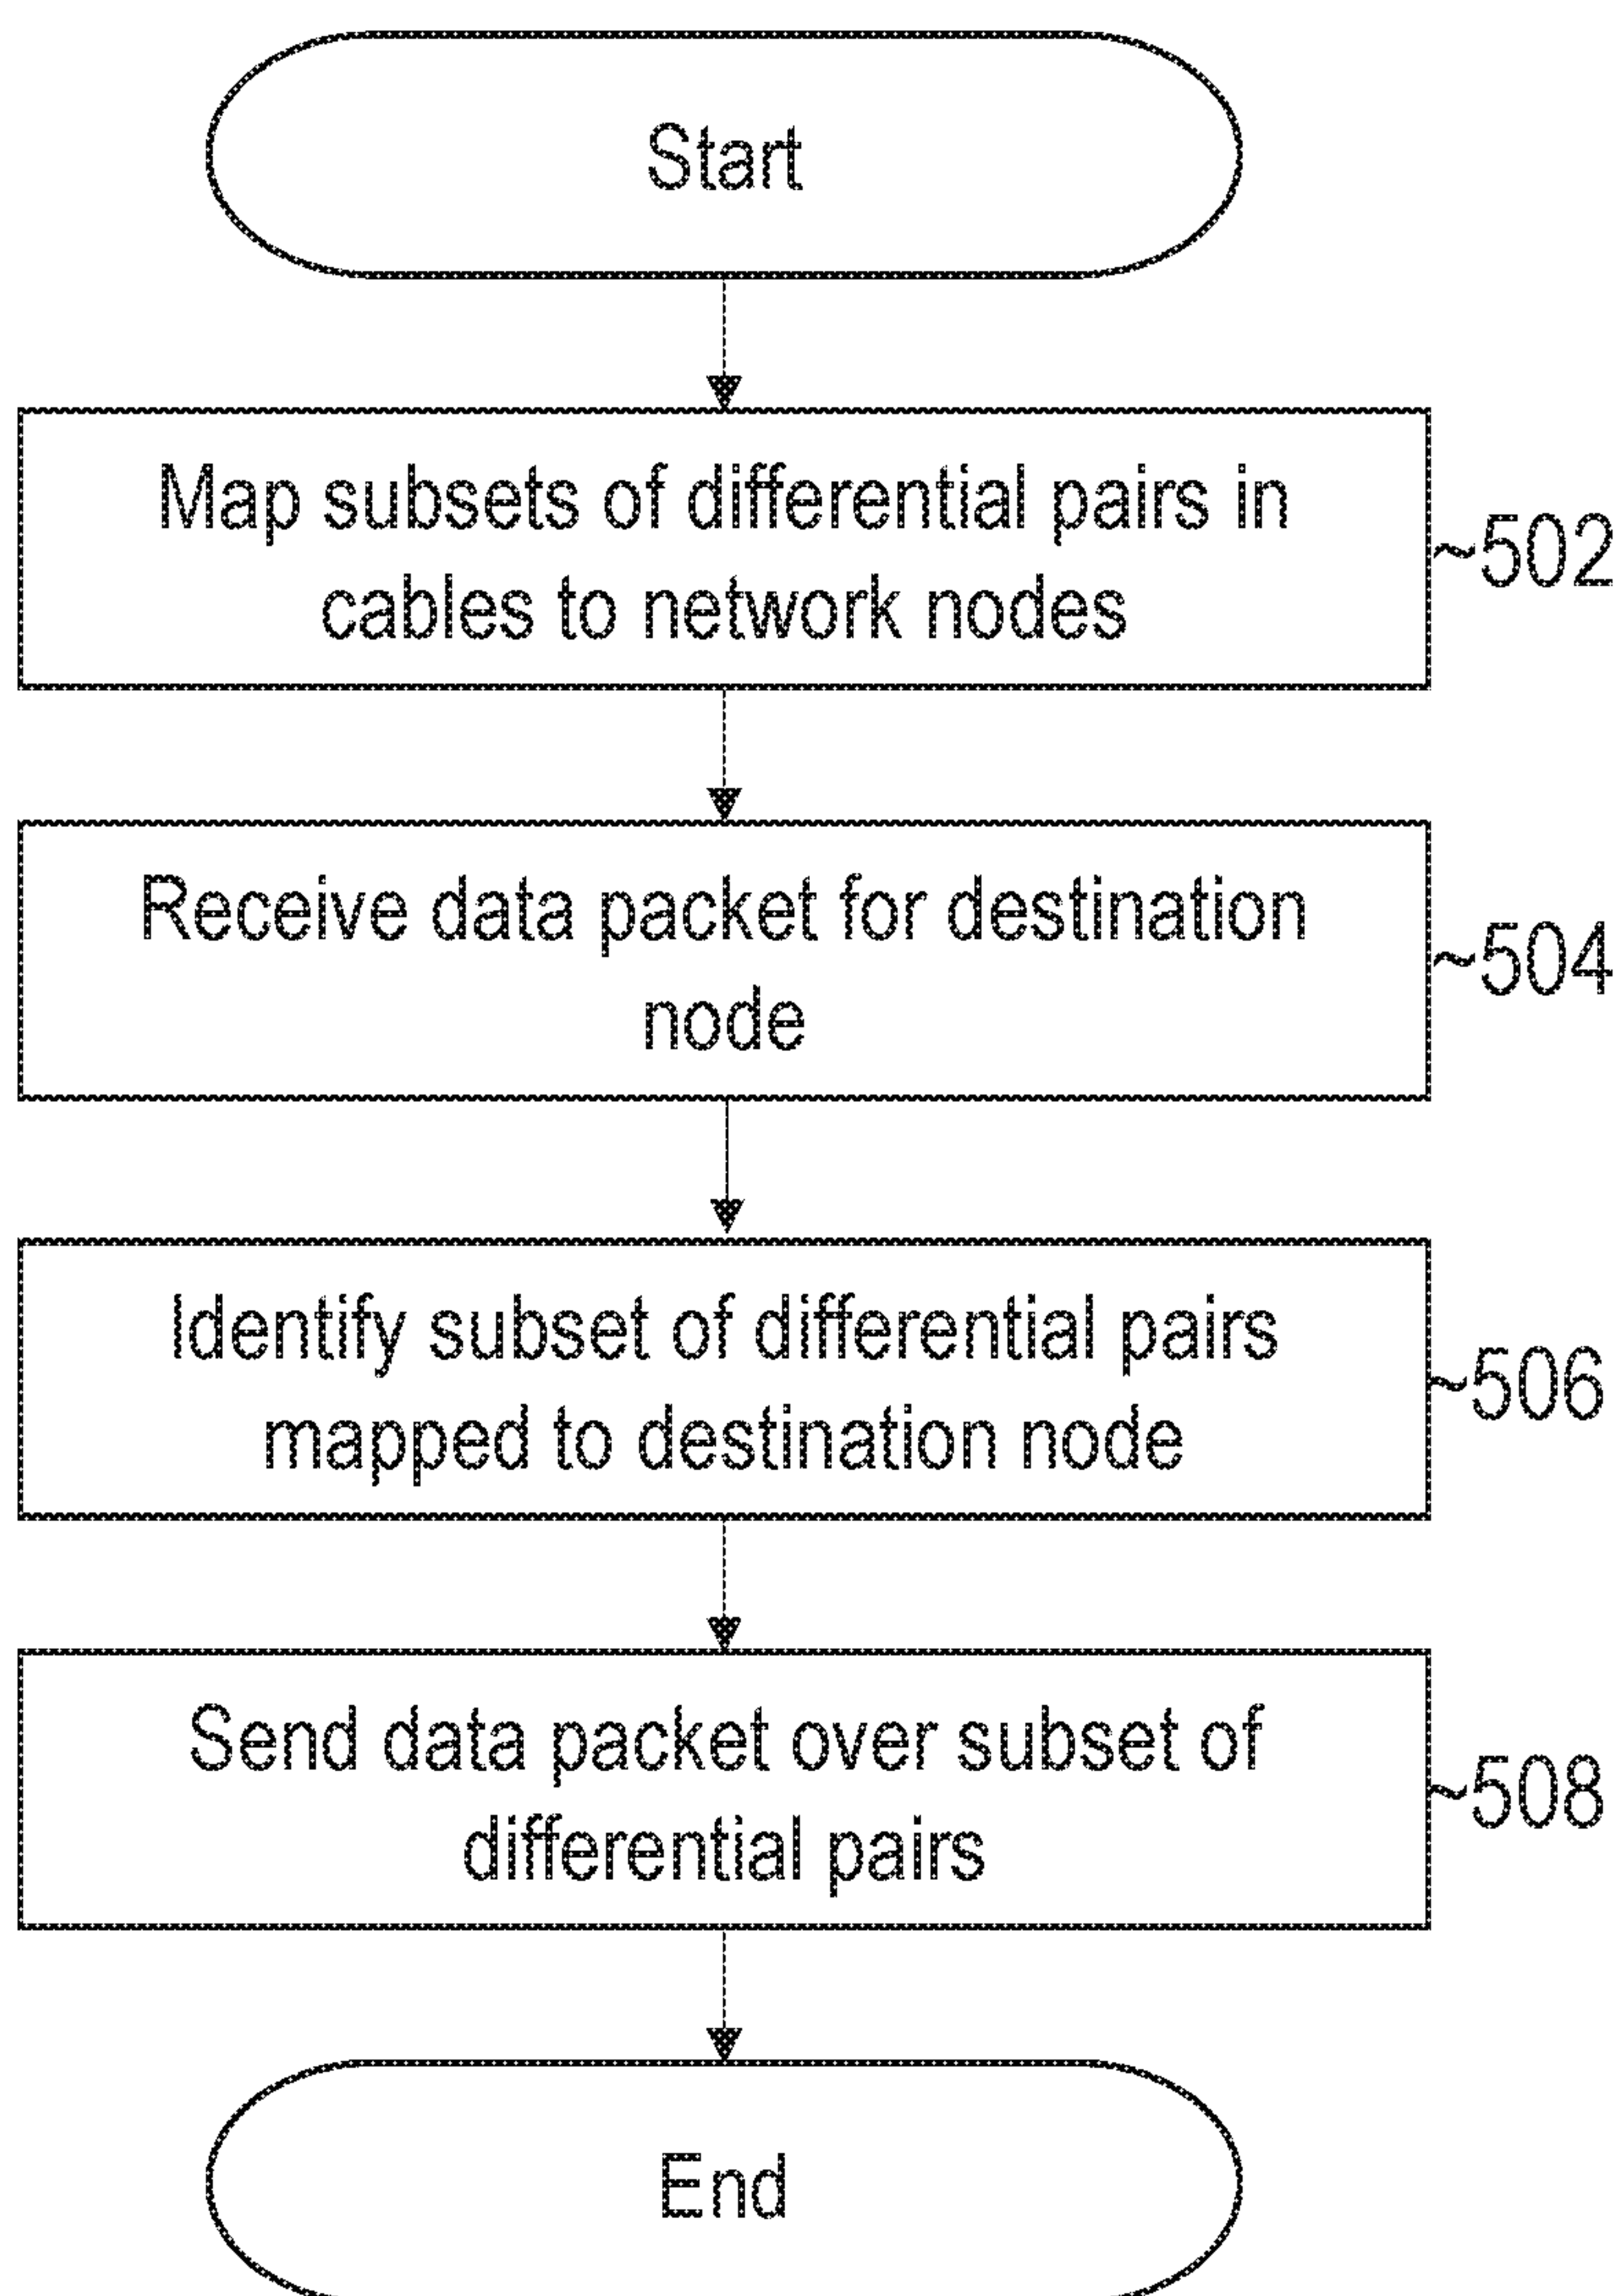 Start
Map subsets of differential pairs in
cables to network nodes
~502
Receive data packet for destination
node
~504
Identify subset of differential pairs
mapped to destination node
~506
Send data packet over subset of
differential pairs
~508
End